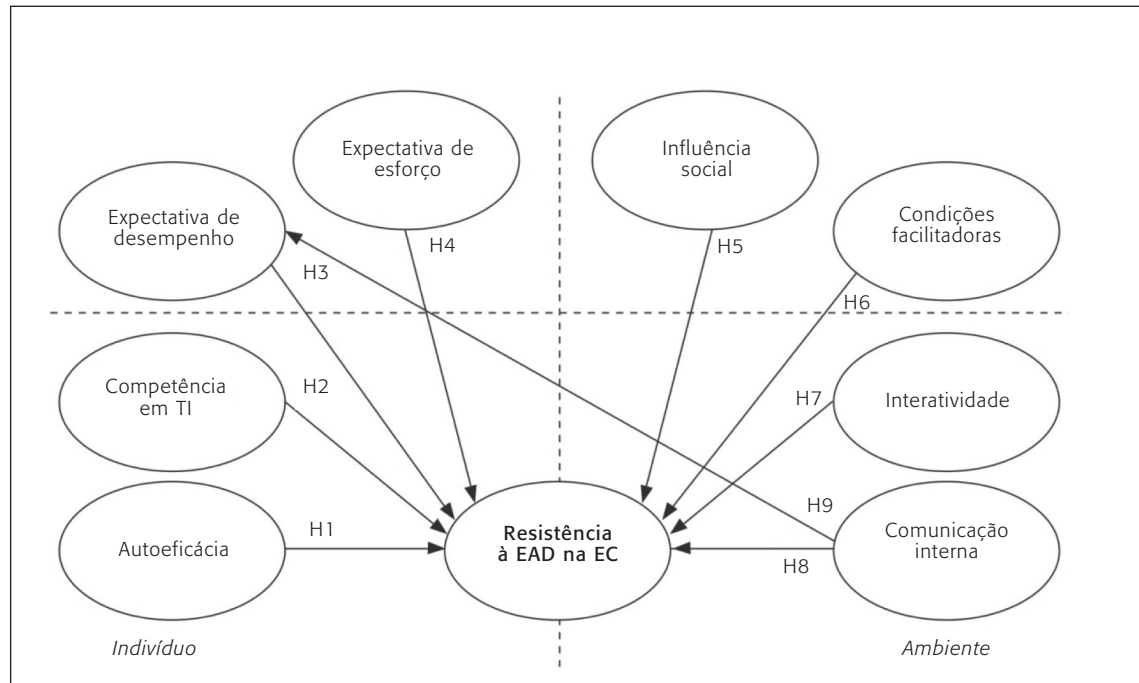 Expectativa de
esforço
Influência
social
Expectativa de
desempenho
Condições
facilitadoras
H3
H4
H5
H6
Competência
em TI
H2
H7
Interatividade
Autoeficácia
H1
Resistência
à EAD na EC
H9
H8
Comunicação
interna
Indivíduo
Ambiente